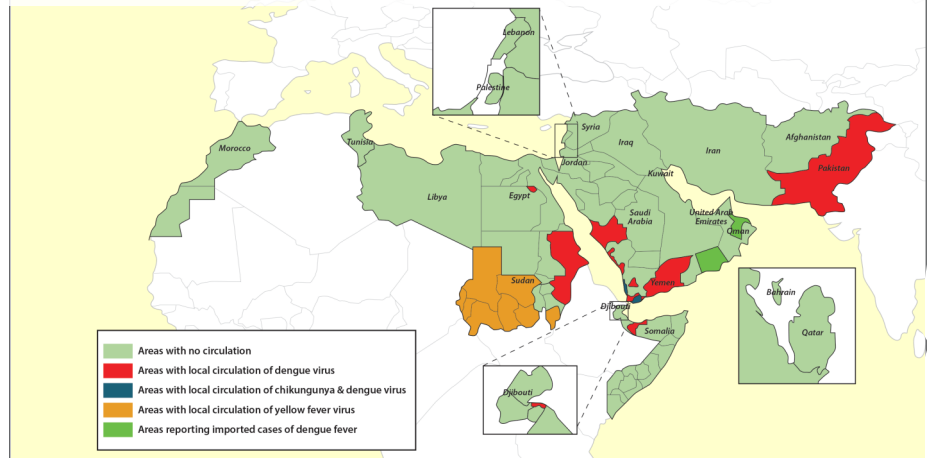 Lebanon
Palestine
Morocco
Tunisia
Syria
Iraq
Iran
Afghanistan
Jordan
Kuwait
Pakistan
Libya
Egypt
Saudi
Arabia
United Arab
Emirates
Oman
Sudan
Yemen
Djibouti
Somalia
Bahrain
Qatar
Djibouti
Areas with no circulation
Areas with local circulation of dengue virus
Areas with local circulation of chikungunya & dengue virus
Areas with local circulation of yellow fever virus
Areas reporting imported cases of dengue fever